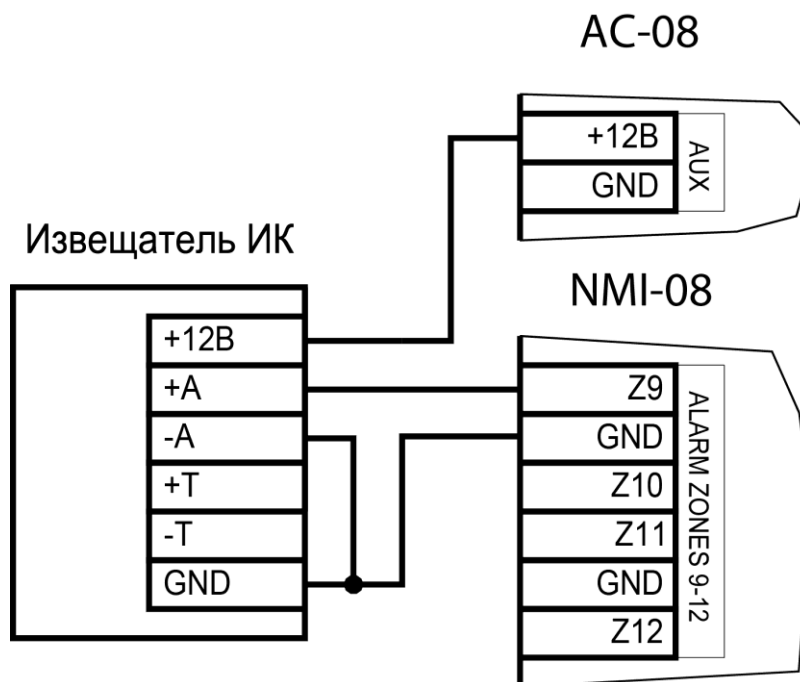 AC-08
+12В
GND
AUX
Извещатель ИК
+12В
+А
-А
+Т
-Т
GND
NMI-08
Z9
GND
Z10
Z11
GND
Z12
ALARM ZONES 9-12